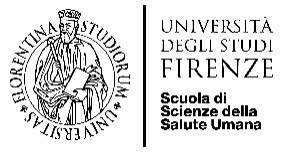 FLORENTINA STUDIORUM UNIVERSITAS
UNIVERSITÀ
DEGLI STUDI
FIRENZE
Scuola di
Scienze della
Salute Umana